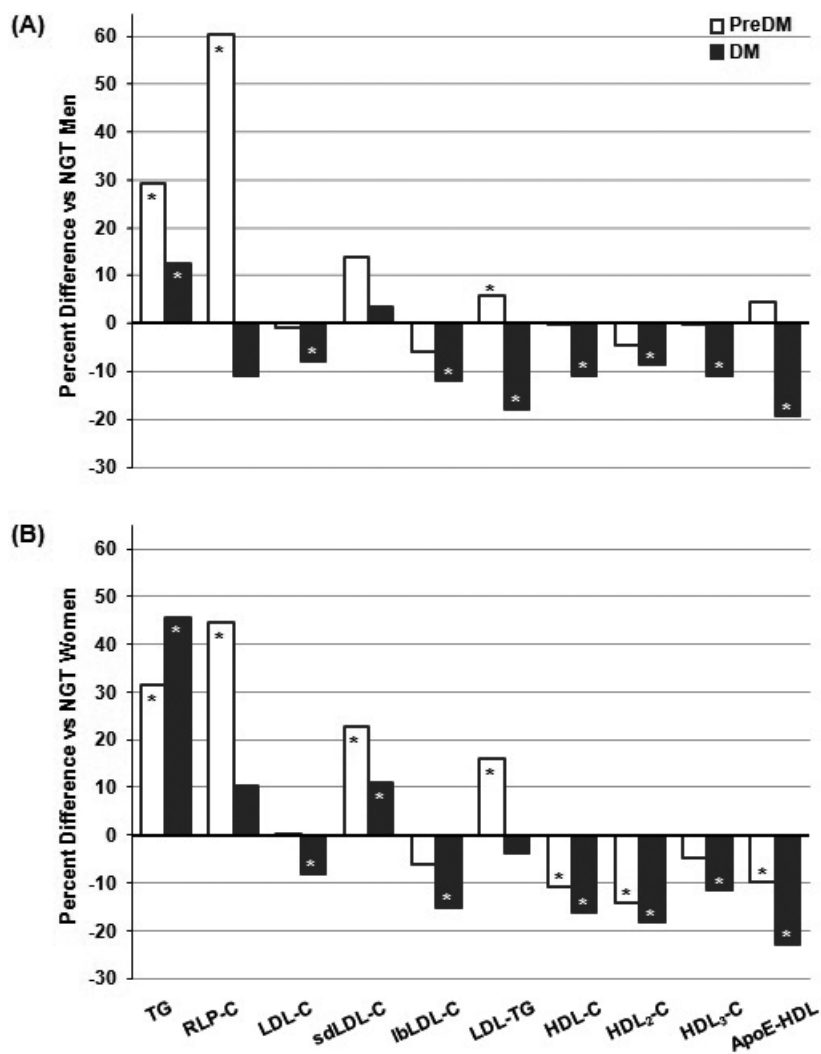 (A)
PreDM
DM
Percent Difference vs NGT Men
60
50
40
30
20
10
0
-10
-20
-30
* * * * * * * * * * *
(B)
Percent Difference vs NGT Women
60
50
40
30
20
10
0
-10
-20
-30
* * * * * * * * * * * * * * *
TG
RLP-C
LDL-C
sdLDL-C
lbLDL-C
LDL-TG
HDL-C
HDL₂-C
HDL₃-C
ApoE-HDL